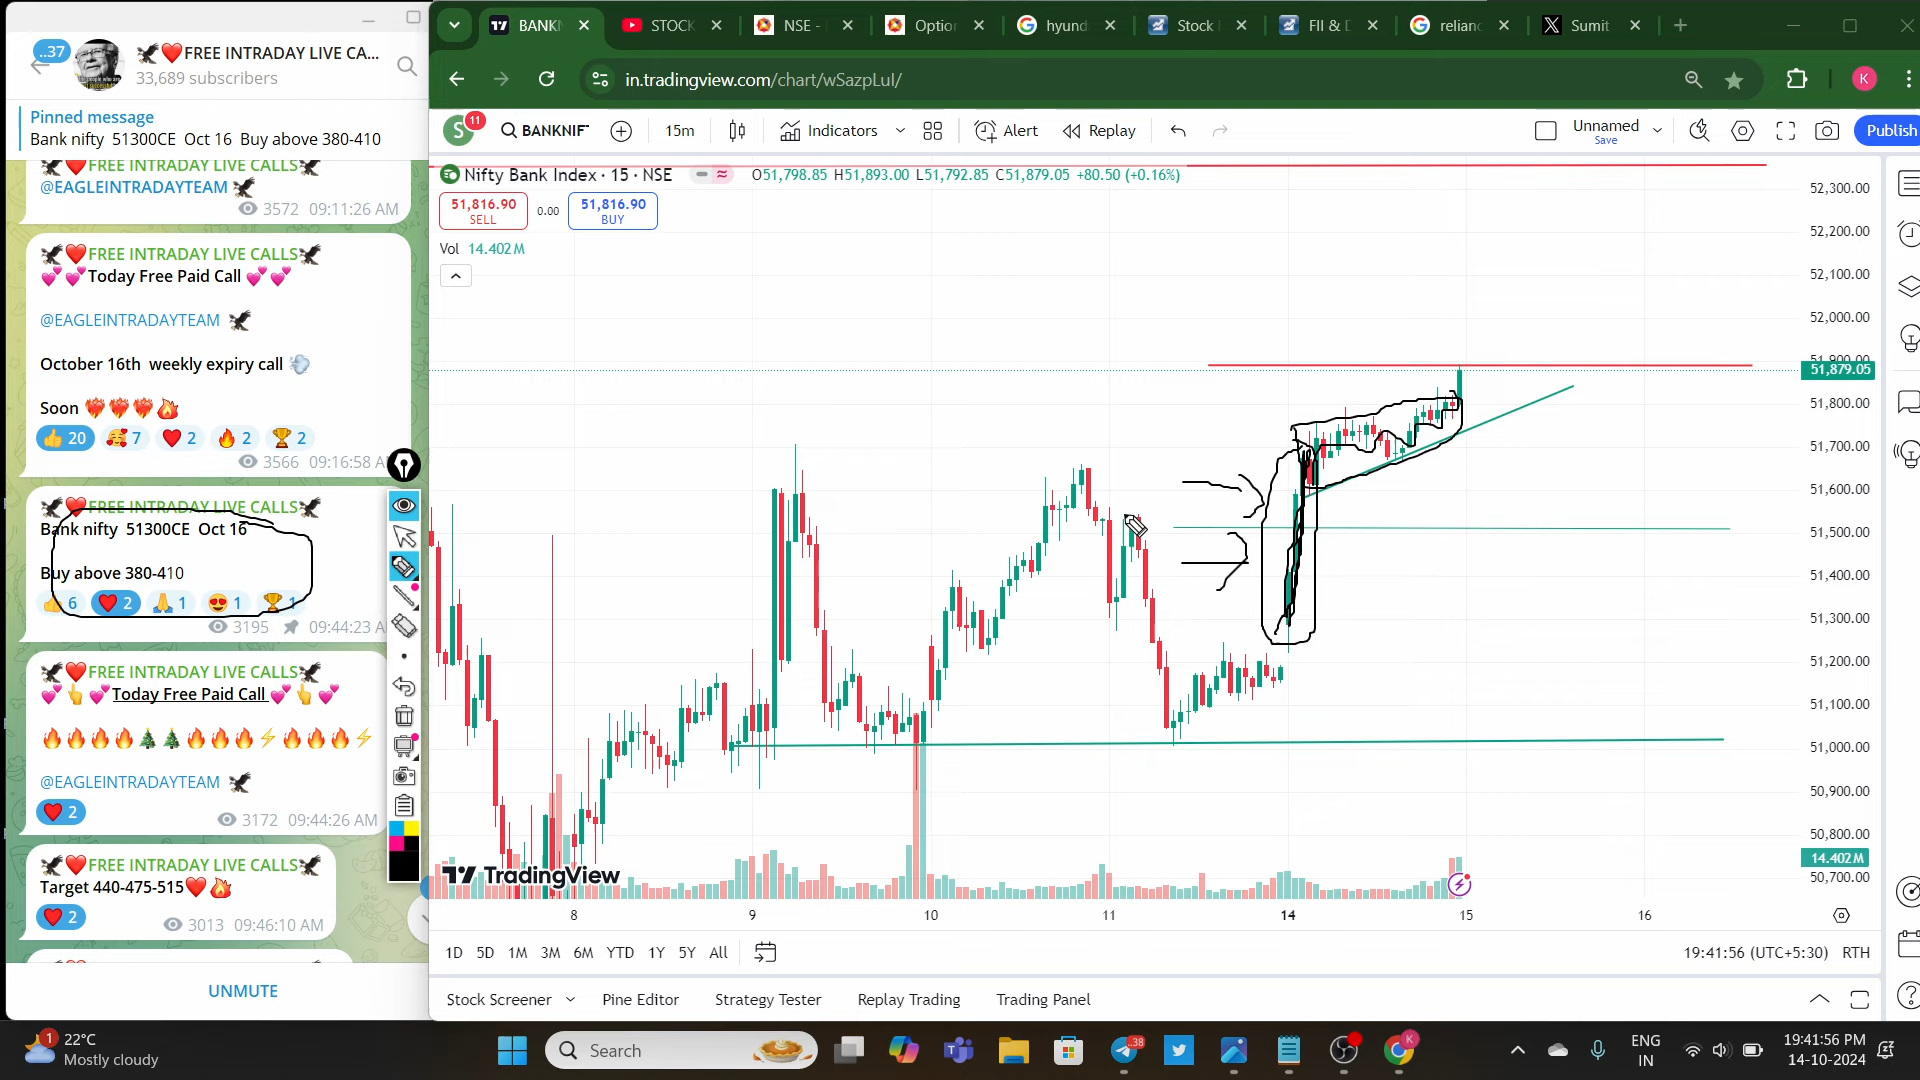 ..37
FREE INTRADAY LIVE CA...
33,689 subscribers
Pinned message
Bank nifty 51300CE Oct 16 Buy above 380-410
FREE INTRADAY LIVE CALLS
@EAGLEINTRADAYTEAM
3572 09:11:26 AM
FREE INTRADAY LIVE CALLS
Today Free Paid Call
@EAGLEINTRADAYTEAM
October 16th weekly expiry call
Soon
20 7 2 2 2
3566 09:16:58 A
FREE INTRADAY LIVE CALLS
Bank nifty 51300CE Oct 16
Buy above 380-410
6 2 1 1 1
3195 09:44:23 A
FREE INTRADAY LIVE CALLS
Today Free Paid Call
@EAGLEINTRADAYTEAM
2
3172 09:44:26 AM
FREE INTRADAY LIVE CALLS
Target 440-475-515
2
3013 09:46:10 AM
UNMUTE
BANKN
STOCK
NSE -
Option
hyund
Stock
FII & D
relianc
Sumit
in.tradingview.com/chart/wSazpLuI/
K
S 11 BANKNIF 15m Indicators Alert Replay Unnamed Publish
Save
Nifty Bank Index · 15 · NSE O51,798.85 H51,893.00 L51,792.85 C51,879.05 +80.50 (+0.16%)
51,816.90 0.00 51,816.90
SELL BUY
Vol 14.402M
52,300.00
52,200.00
52,100.00
52,000.00
51,900.00
51,879.05
51,800.00
51,700.00
51,600.00
51,500.00
51,400.00
51,300.00
51,200.00
51,100.00
51,000.00
50,900.00
50,800.00
14.402M
50,700.00
TradingView
8 9 10 11 14 15 16
1D 5D 1M 3M 6M YTD 1Y 5Y All 19:41:56 (UTC+5:30) RTH
Stock Screener Pine Editor Strategy Tester Replay Trading Trading Panel
1 22°C
Mostly cloudy
Search
38
K
ENG
IN
19:41:56 PM
14-10-2024